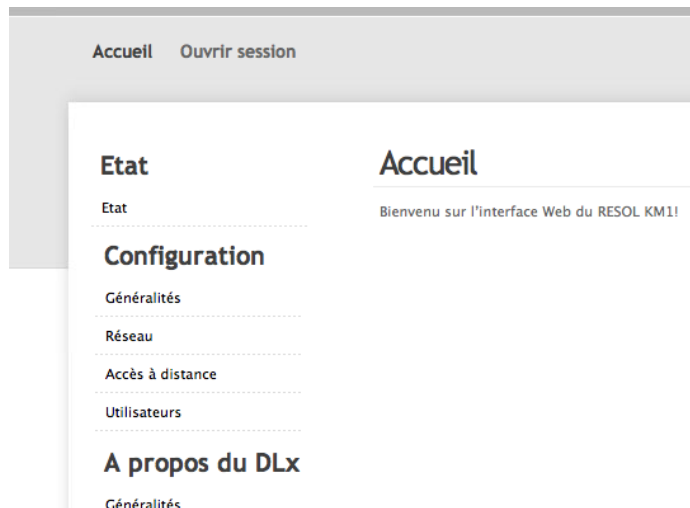 Accueil Ouvrir session
Etat
Etat
Configuration
Généralités
Réseau
Accès à distance
Utilisateurs
A propos du DLx
Généralités
Accueil
Bienvenu sur l'interface Web du RESOL KM1!